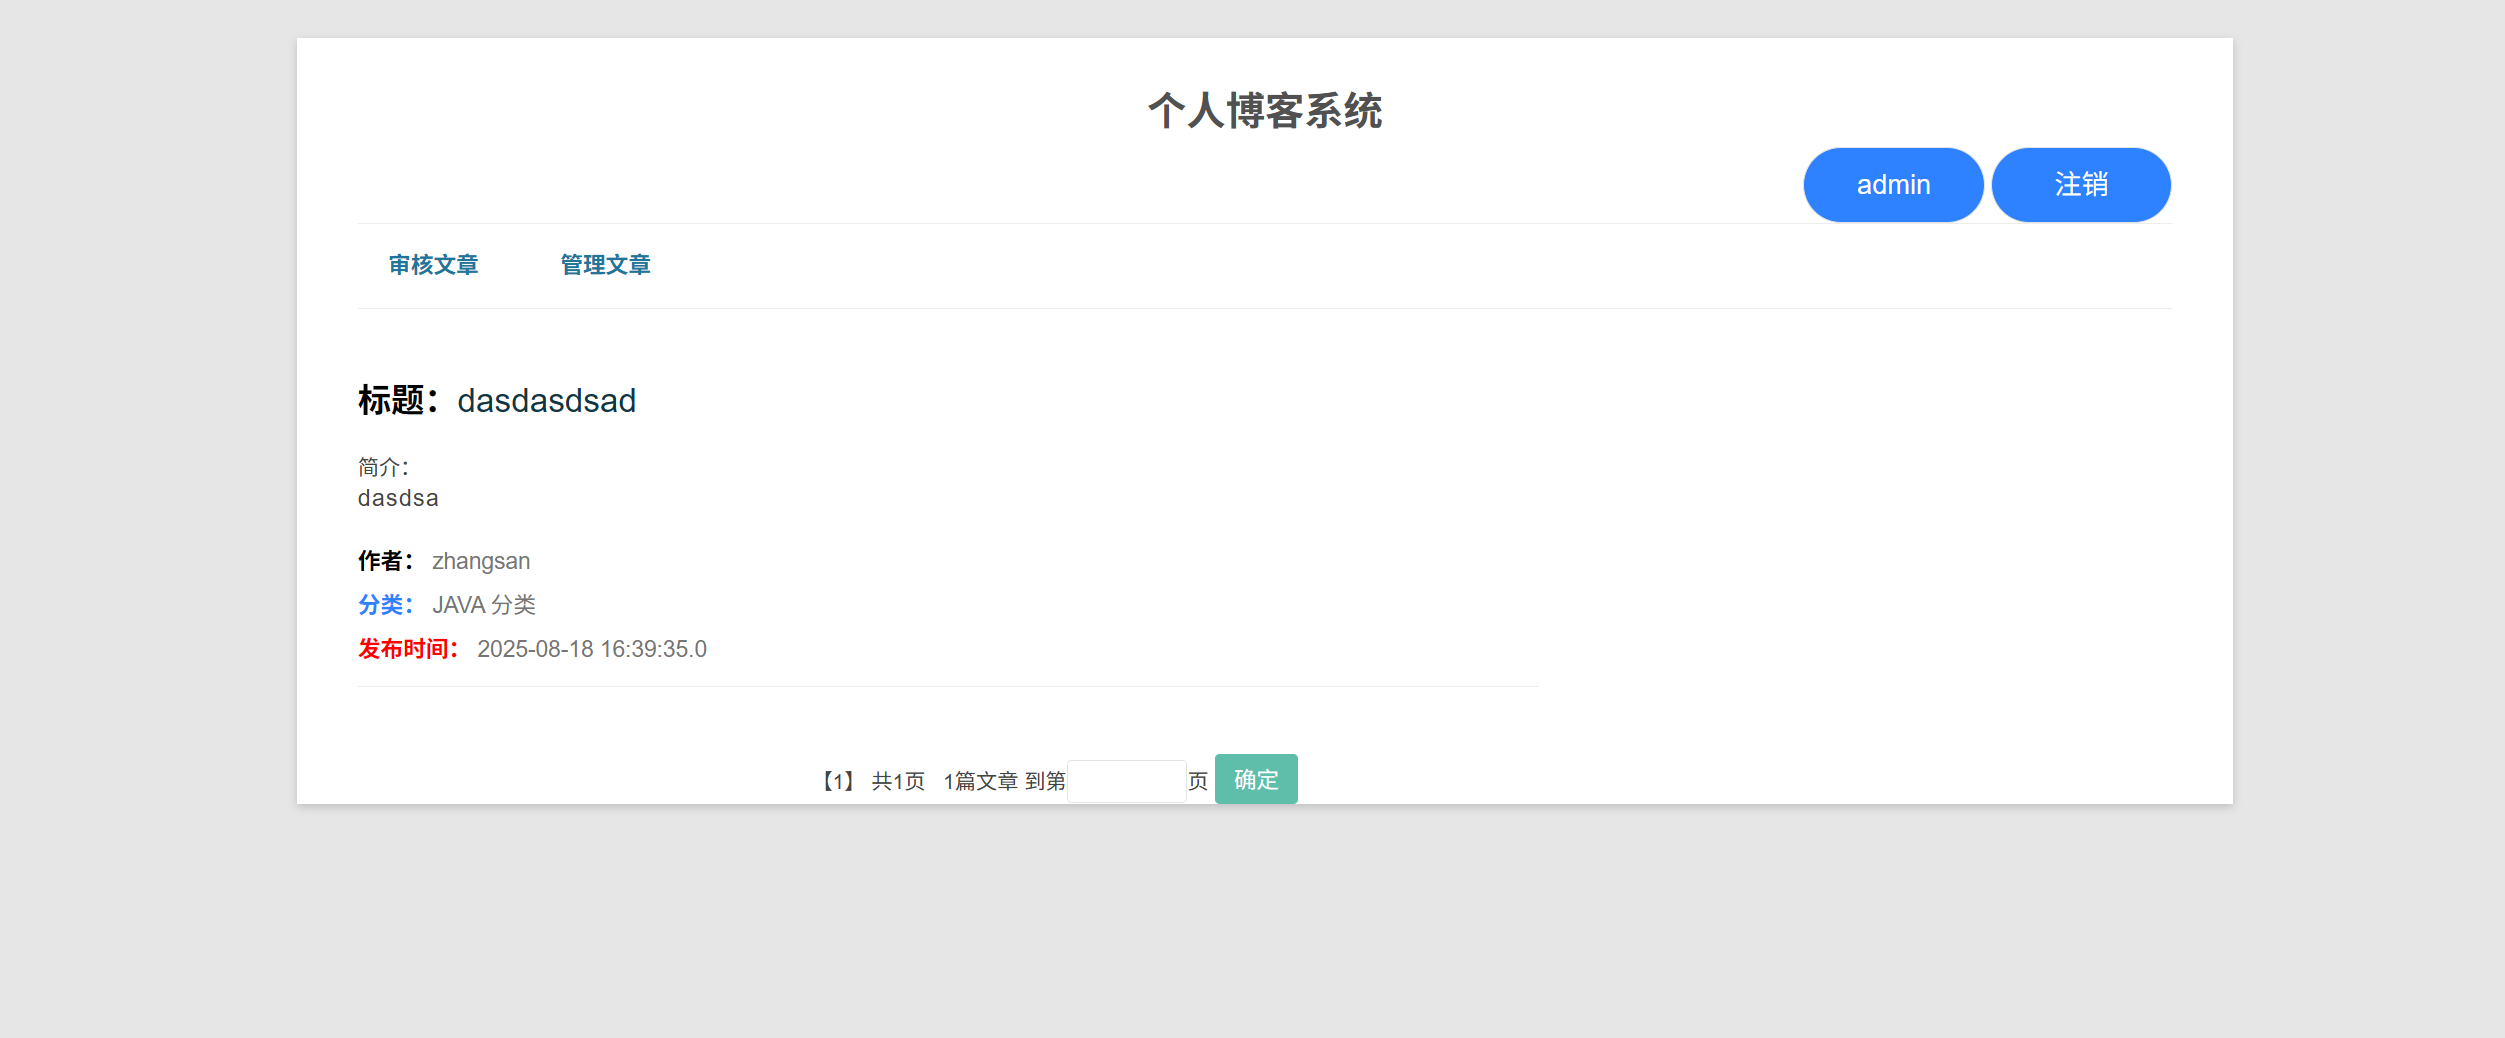 个人博客系统
admin 注销
审核文章 管理文章
标题：dasdasdsad
简介：
dasdsa
作者： zhangsan
分类： JAVA 分类
发布时间： 2025-08-18 16:39:35.0
【1】 共1页 1篇文章 到第 页 确定